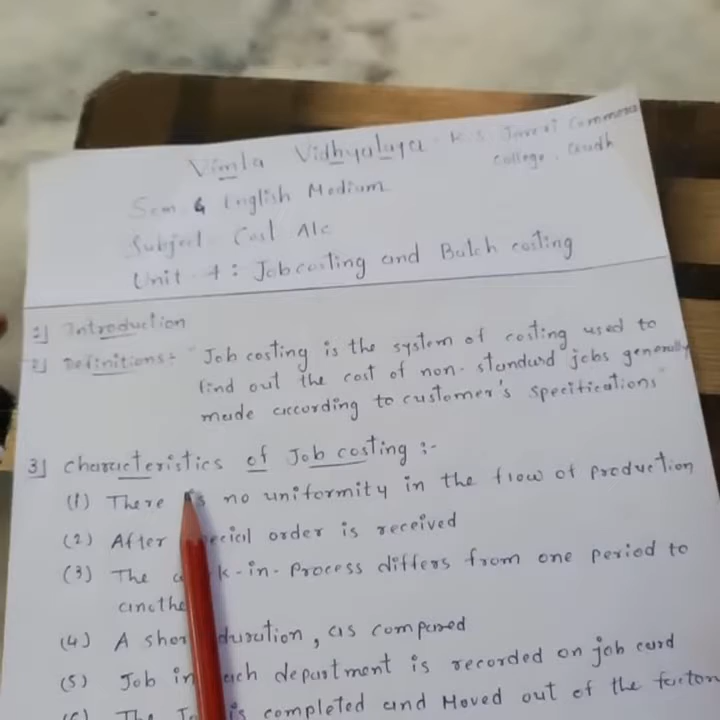 Vimla Vidhyalaya K.S. Commerce
College,
Sem 4 English Medium
Subject: Cost A/c
Unit 4: Jobcosting and Batch costing
1] Introduction
2] Definitions:- "Job costing is the system of costing used to
find out the cost of non-standard jobs generally
made according to customer's specifications"
3] Characteristics of Job costing :-
(1) There is no uniformity in the flow of production
(2) After order is received
(3) The k-in-process differs from one period to
(4) A short duration, as compared
(5) Job in department is recorded on job card
The is completed and Moved out of the